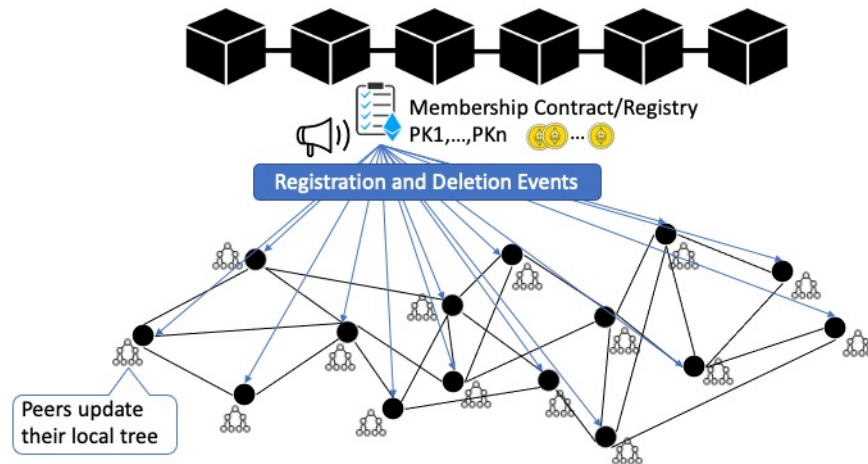 Membership Contract/Registry
PK1,...,PKn
...
Registration and Deletion Events
Peers update
their local tree